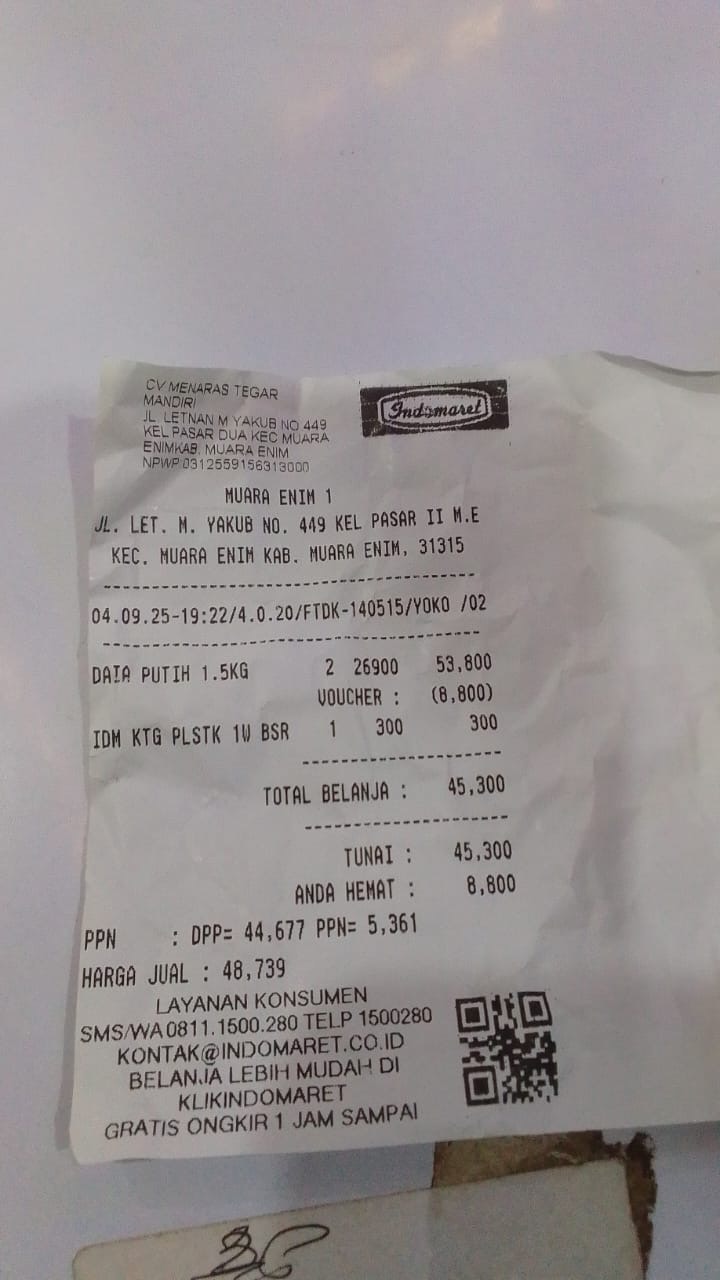 CV MENARAS TEGAR
MANDIRI
JL. LETNAN M YAKUB NO 449
KEL PASAR DUA KEC MUARA
ENIMKAB. MUARA ENIM
NPWP 0312559156313000
Indomaret
MUARA ENIM 1
JL. LET. M. YAKUB NO. 449 KEL PASAR II M.E
KEC. MUARA ENIM KAB. MUARA ENIM, 31315
04.09.25-19:22/4.0.20/FTDK-140515/YOKO /02
DAIA PUTIH 1.5KG 2 26900 53,800
VOUCHER : (8,800)
IDM KTG PLSTK 1W BSR 1 300 300
TOTAL BELANJA : 45,300
TUNAI : 45,300
ANDA HEMAT : 8,800
PPN : DPP= 44,677 PPN= 5,361
HARGA JUAL : 48,739
LAYANAN KONSUMEN
SMS/WA 0811.1500.280 TELP 1500280
KONTAK@INDOMARET.CO.ID
BELANJA LEBIH MUDAH DI
KLIKINDOMARET
GRATIS ONGKIR 1 JAM SAMPAI